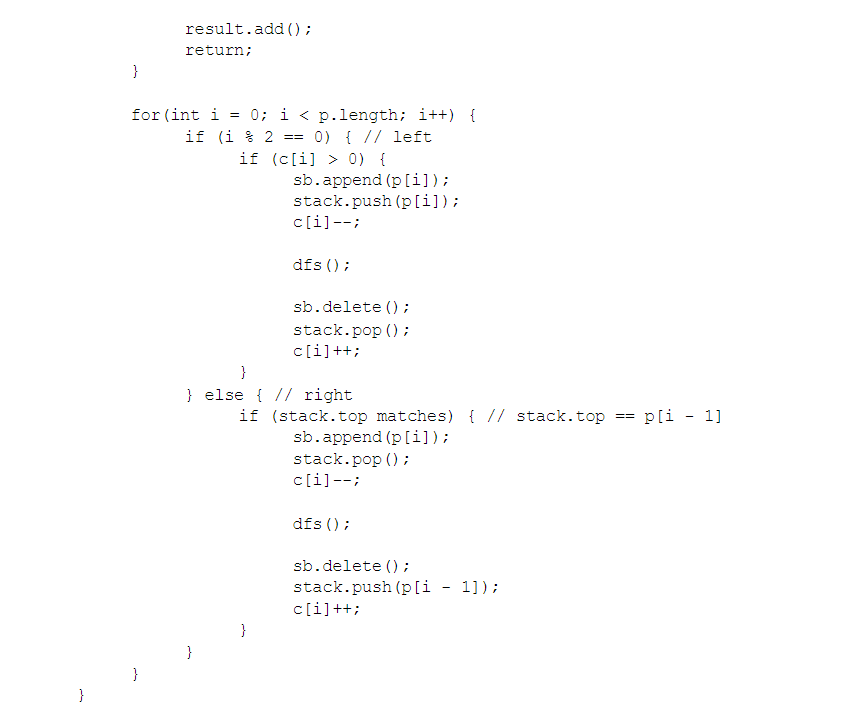 result.add();
return;
}
for(int i = 0; i < p.length; i++) {
if (i % 2 == 0) { // left
if (c[i] > 0) {
sb.append(p[i]);
stack.push(p[i]);
c[i]--;
dfs();
sb.delete();
stack.pop();
c[i]++;
}
} else { // right
if (stack.top matches) { // stack.top == p[i - 1]
sb.append(p[i]);
stack.pop();
c[i]--;
dfs();
sb.delete();
stack.push(p[i - 1]);
c[i]++;
}
}
}
}